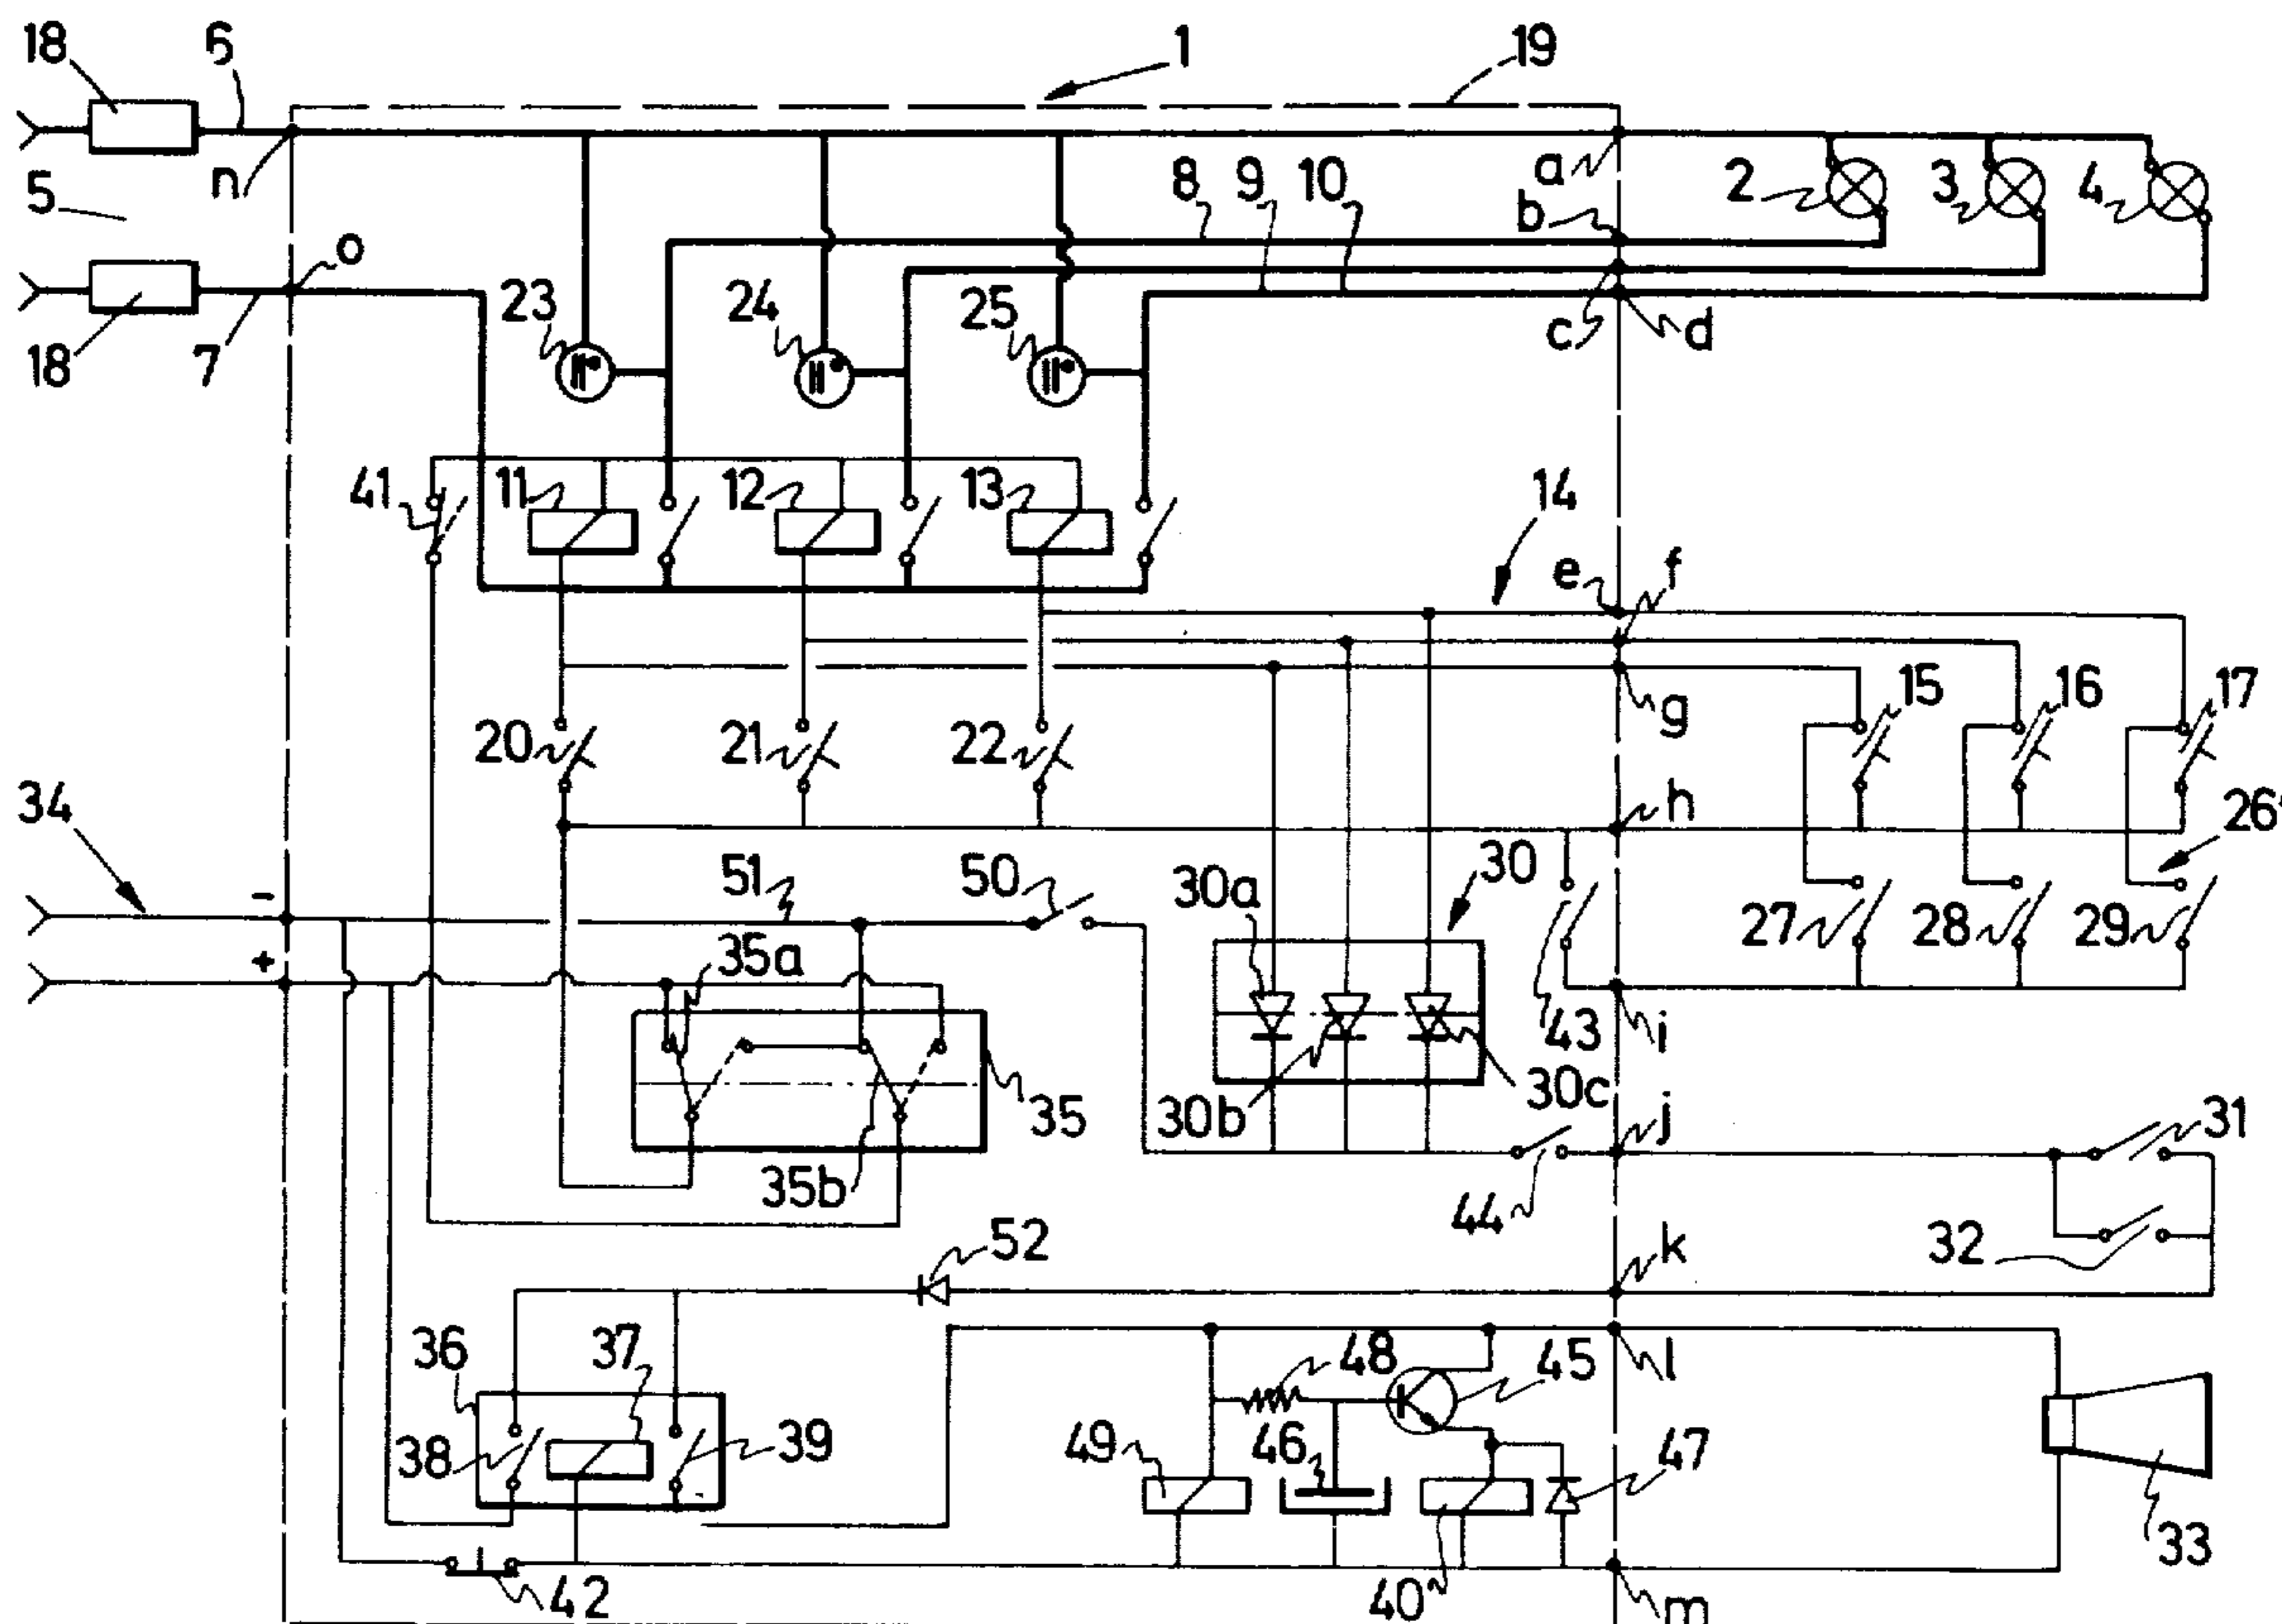 18 6 1 19
n a 2 3 4
5 8 9 10 b
o
18 7 23 24 25 c d
41 11 12 13 14
e f
15 16 17
g
20 21 22
34 h 26
- 51 50 30a 30 27 28 29
+ 35a
43 i
35 30b 30c j 31
35b 44 32
52 k
36 37 48 45 l
38 39 49 46 47
33
42 40 m